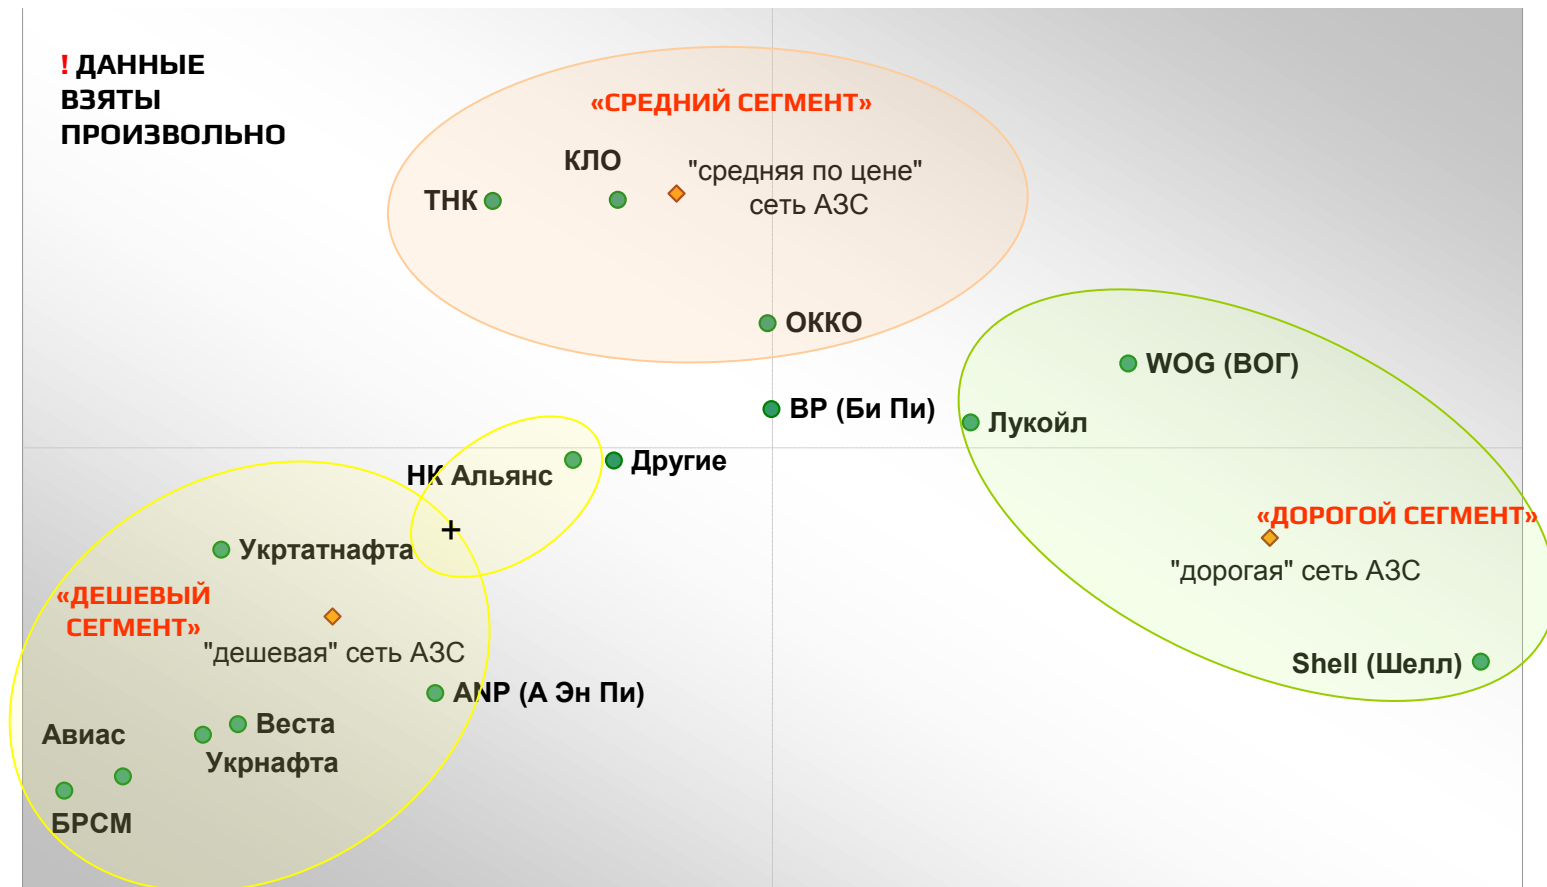 ! ДАННЫЕ
ВЗЯТЫ
ПРОИЗВОЛЬНО
«СРЕДНИЙ СЕГМЕНТ»
КЛО
"средняя по цене"
сеть АЗС
ТНК
ОККО
WOG (ВОГ)
BP (Би Пи)
Лукойл
Другие
НК Альянс
«ДОРОГОЙ СЕГМЕНТ»
"дорогая" сеть АЗС
Укртатнафта
«ДЕШЕВЫЙ
СЕГМЕНТ»
"дешевая" сеть АЗС
Shell (Шелл)
ANP (А Эн Пи)
Веста
Авиас
Укрнафта
БРСМ